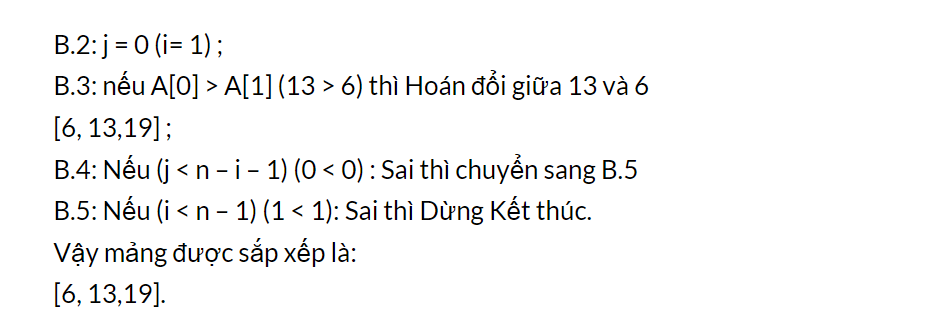 B.2: j = 0 (i= 1) ;
B.3: nếu A[0] > A[1] (13 > 6) thì Hoán đổi giữa 13 và 6
[6, 13,19] ;
B.4: Nếu (j < n – i – 1) (0 < 0) : Sai thì chuyển sang B.5
B.5: Nếu (i < n – 1) (1 < 1): Sai thì Dừng Kết thúc.
Vậy mảng được sắp xếp là:
[6, 13,19].